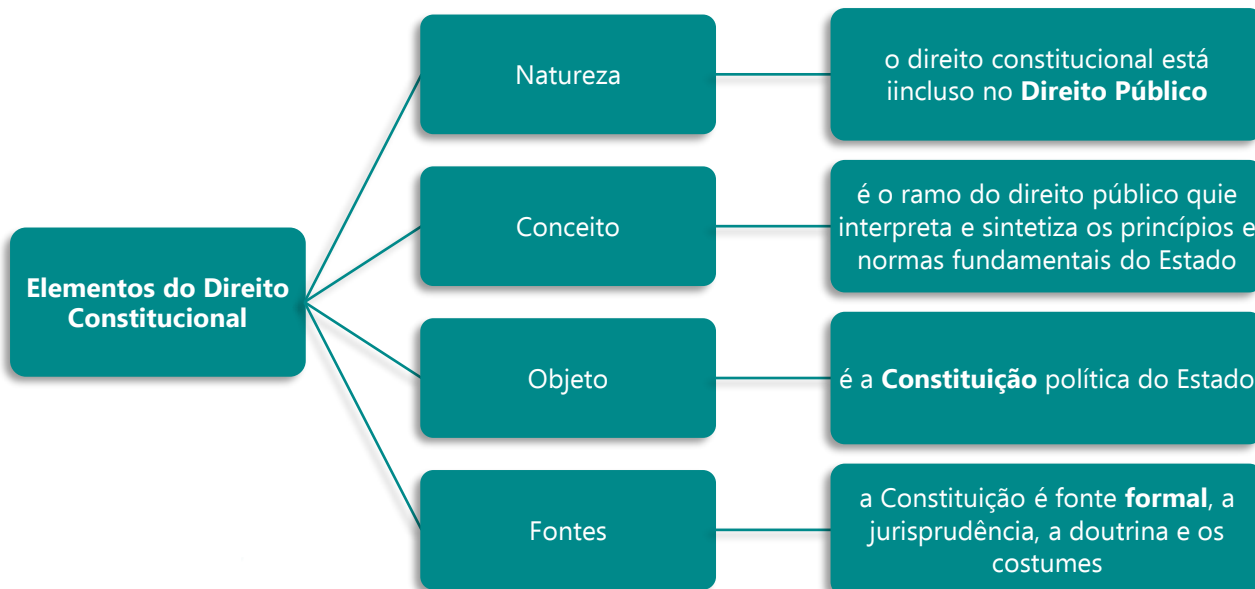 Natureza
o direito constitucional está
iincluso no Direito Público
Conceito
é o ramo do direito público quie
interpreta e sintetiza os princípios e
normas fundamentais do Estado
Elementos do Direito
Constitucional
Objeto
é a Constituição política do Estado
Fontes
a Constituição é fonte formal, a
jurisprudência, a doutrina e os
costumes